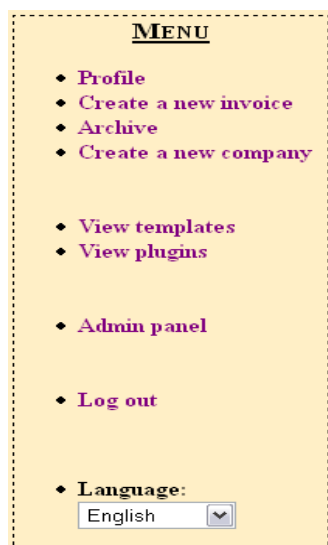 MENU
Profile
Create a new invoice
Archive
Create a new company
View templates
View plugins
Admin panel
Log out
Language:
English